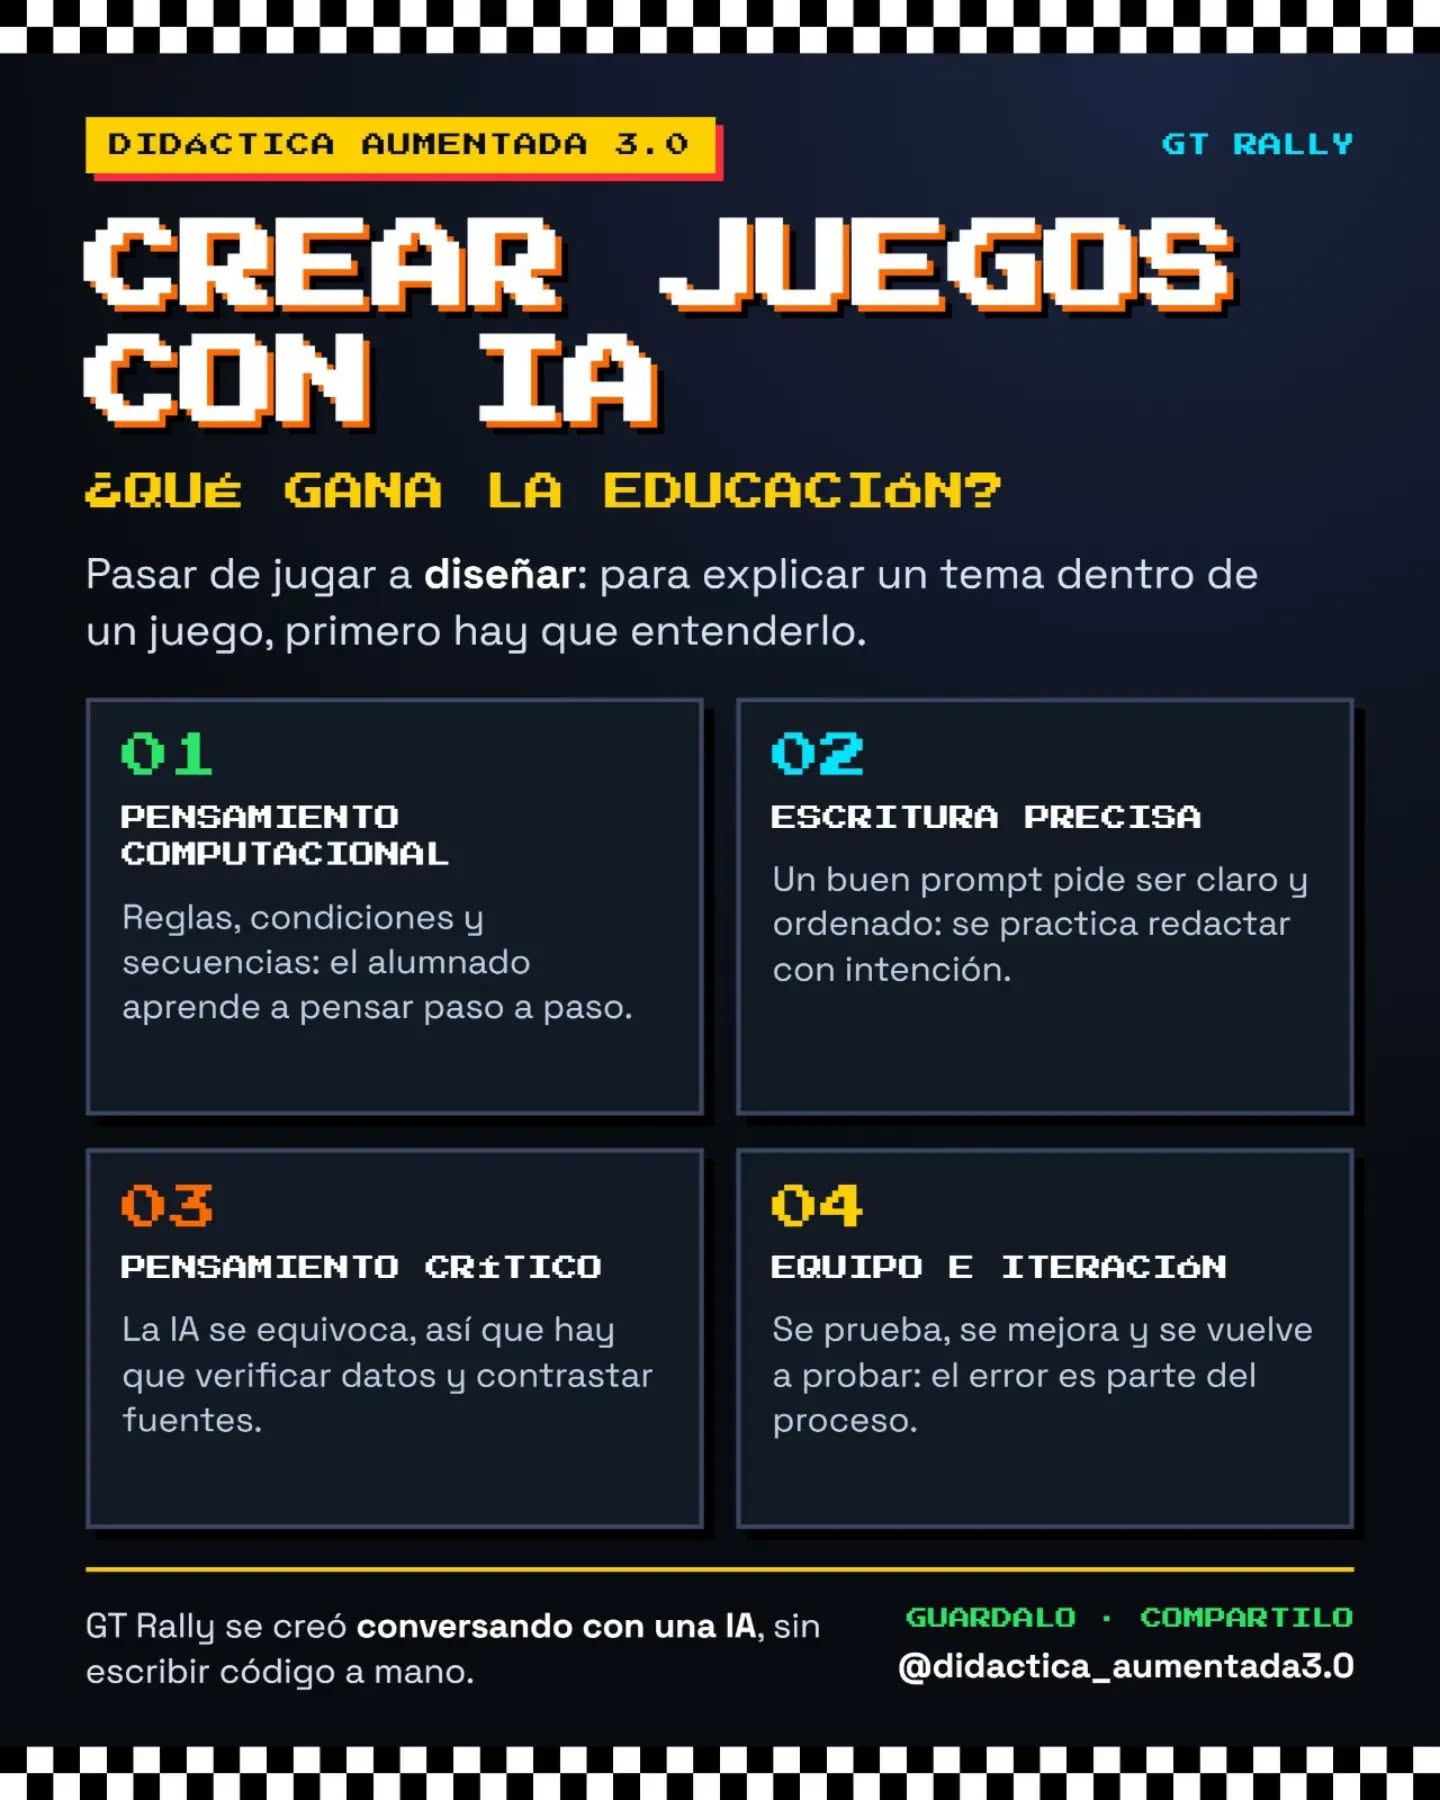 DIDáCTICA AUMENTADA 3.0
GT RALLY
CREAR JUEGOS
CON IA
¿QUé GANA LA EDUCACIóN?
Pasar de jugar a diseñar: para explicar un tema dentro de
un juego, primero hay que entenderlo.
01
PENSAMIENTO
COMPUTACIONAL
Reglas, condiciones y
secuencias: el alumnado
aprende a pensar paso a paso.
02
ESCRITURA PRECISA
Un buen prompt pide ser claro y
ordenado: se practica redactar
con intención.
03
PENSAMIENTO CRíTICO
La IA se equivoca, así que hay
que verificar datos y contrastar
fuentes.
04
EQUIPO E ITERACIóN
Se prueba, se mejora y se vuelve
a probar: el error es parte del
proceso.
GT Rally se creó conversando con una IA, sin
escribir código a mano.
GUARDALO · COMPARTILO
@didactica_aumentada3.0